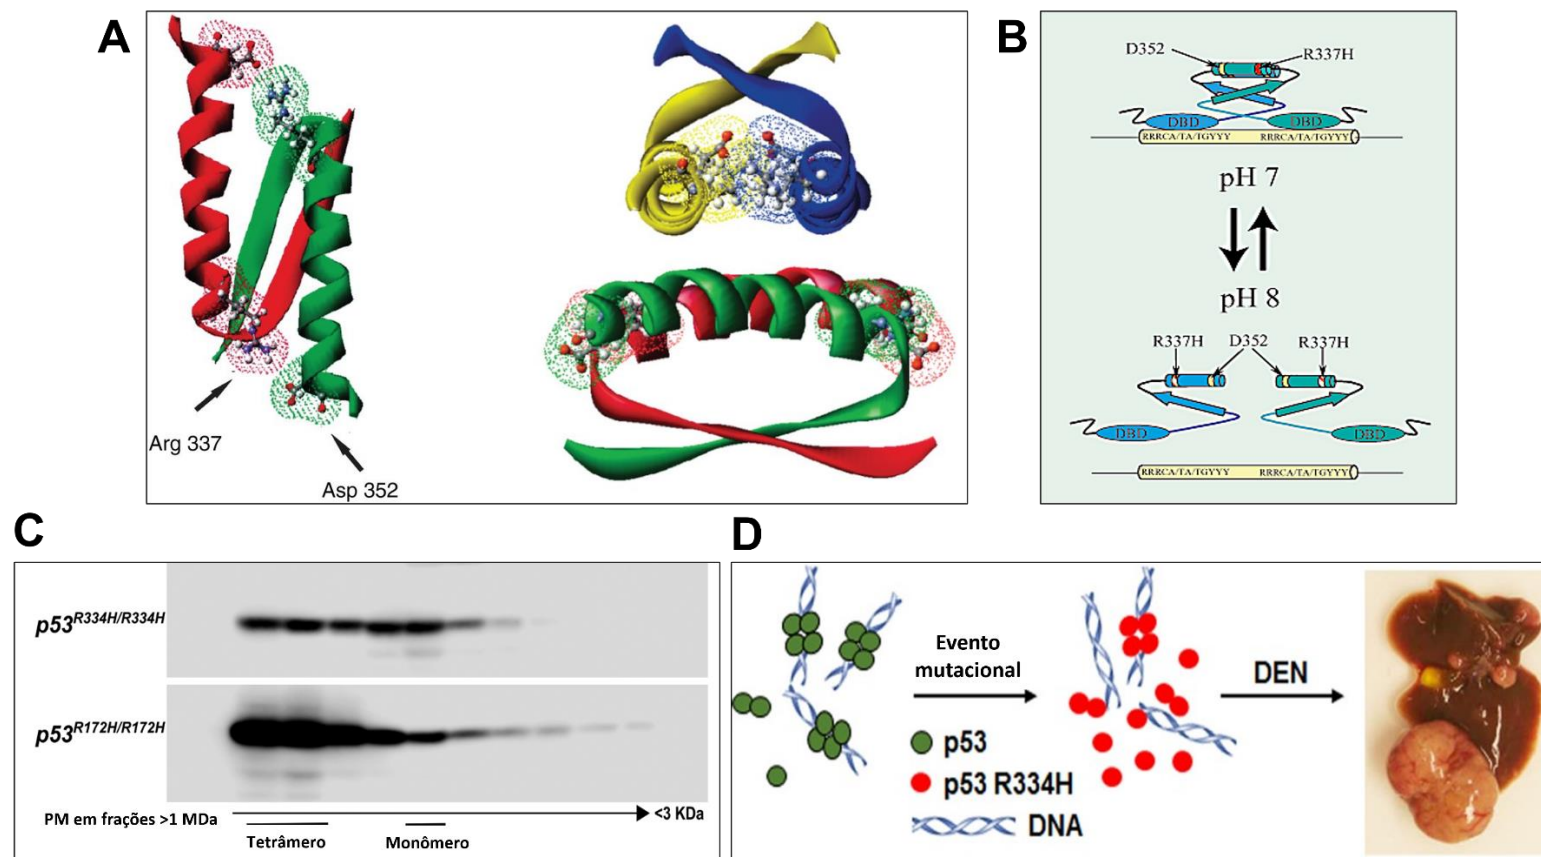 A
Arg 337
Asp 352
B
D352
R337H
DBD
DBD
RRRCA/TA/TGYYY RRRCA/TA/TGYYY
pH 7
pH 8
R337H D352 R337H
DBD
DBD
RRRCA/TA/TGYYY RRRCA/TA/TGYYY
C
p53R334H/R334H
p53R172H/R172H
PM em frações >1 MDa
<3 KDa
Tetrâmero
Monômero
D
Evento
mutacional
DEN
p53
p53 R334H
DNA